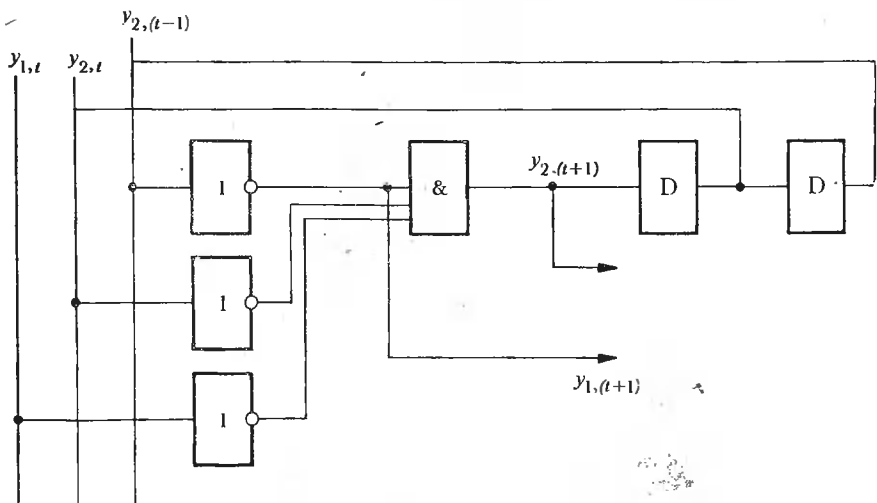 y2,(t−1)
y1,t
y2,t
1
&
y2,(t+1)
D
D
1
y1,(t+1)
1